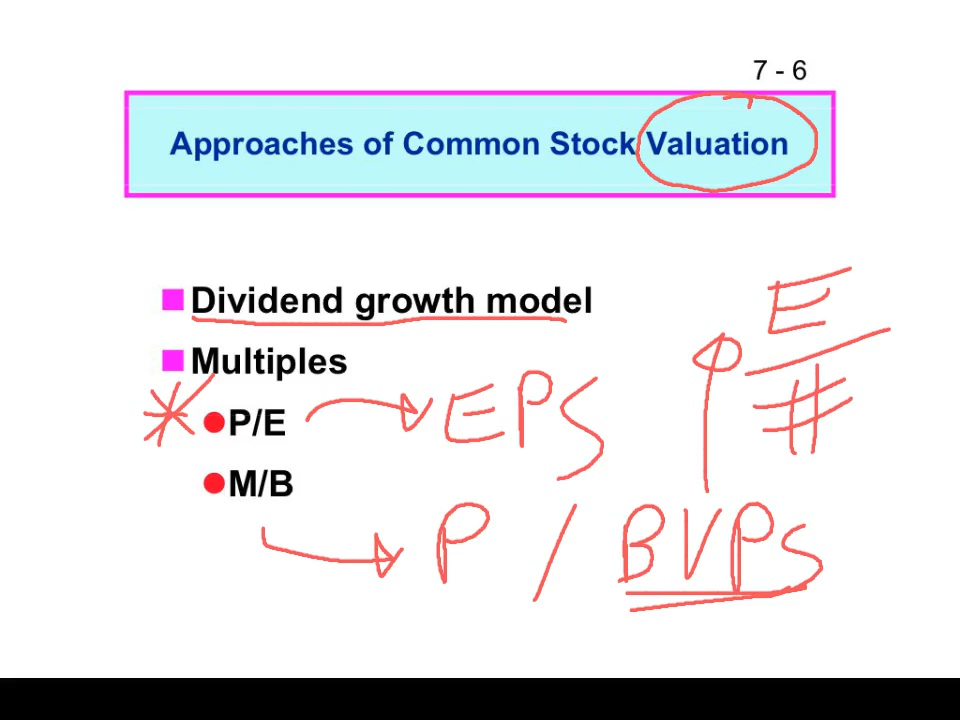 7 - 6
Approaches of Common Stock Valuation
Dividend growth model
Multiples
P/E
EPS
E
#
M/B
P / BVPS